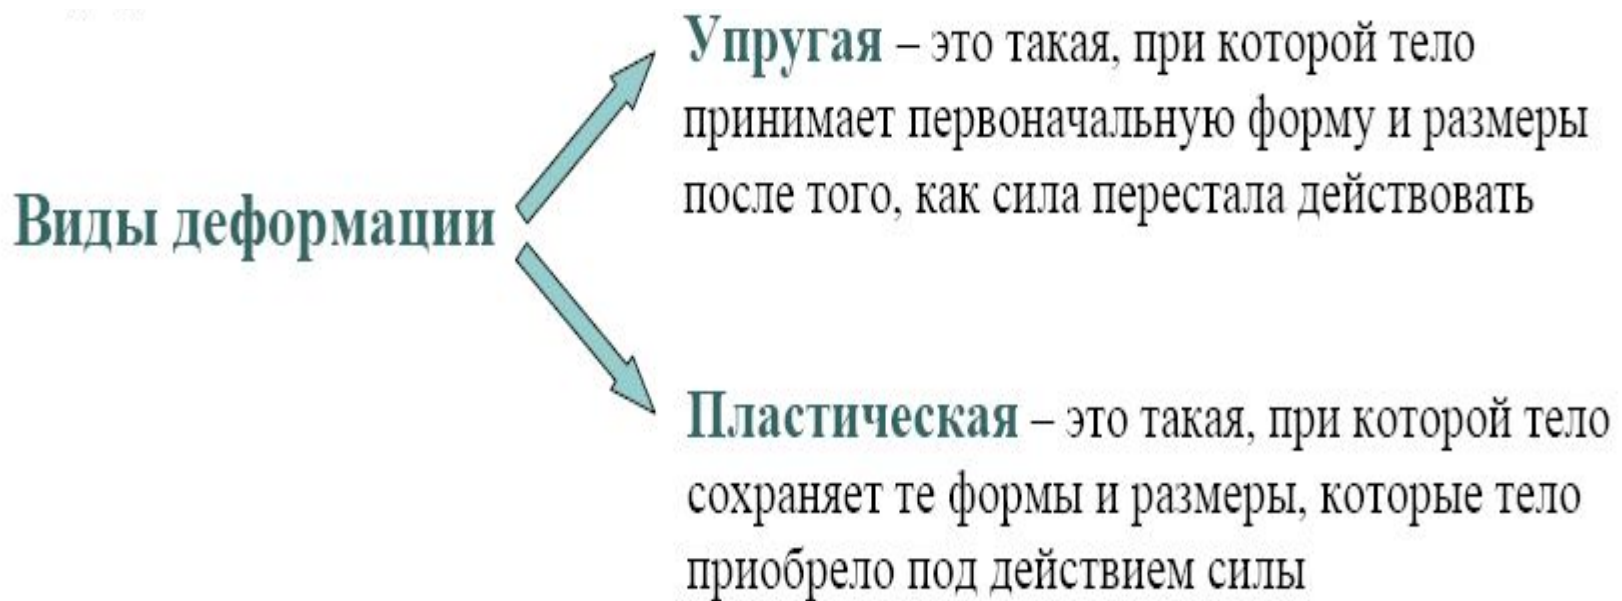 Виды деформации
Упругая – это такая, при которой тело
принимает первоначальную форму и размеры
после того, как сила перестала действовать
Пластическая – это такая, при которой тело
сохраняет те формы и размеры, которые тело
приобрело под действием силы